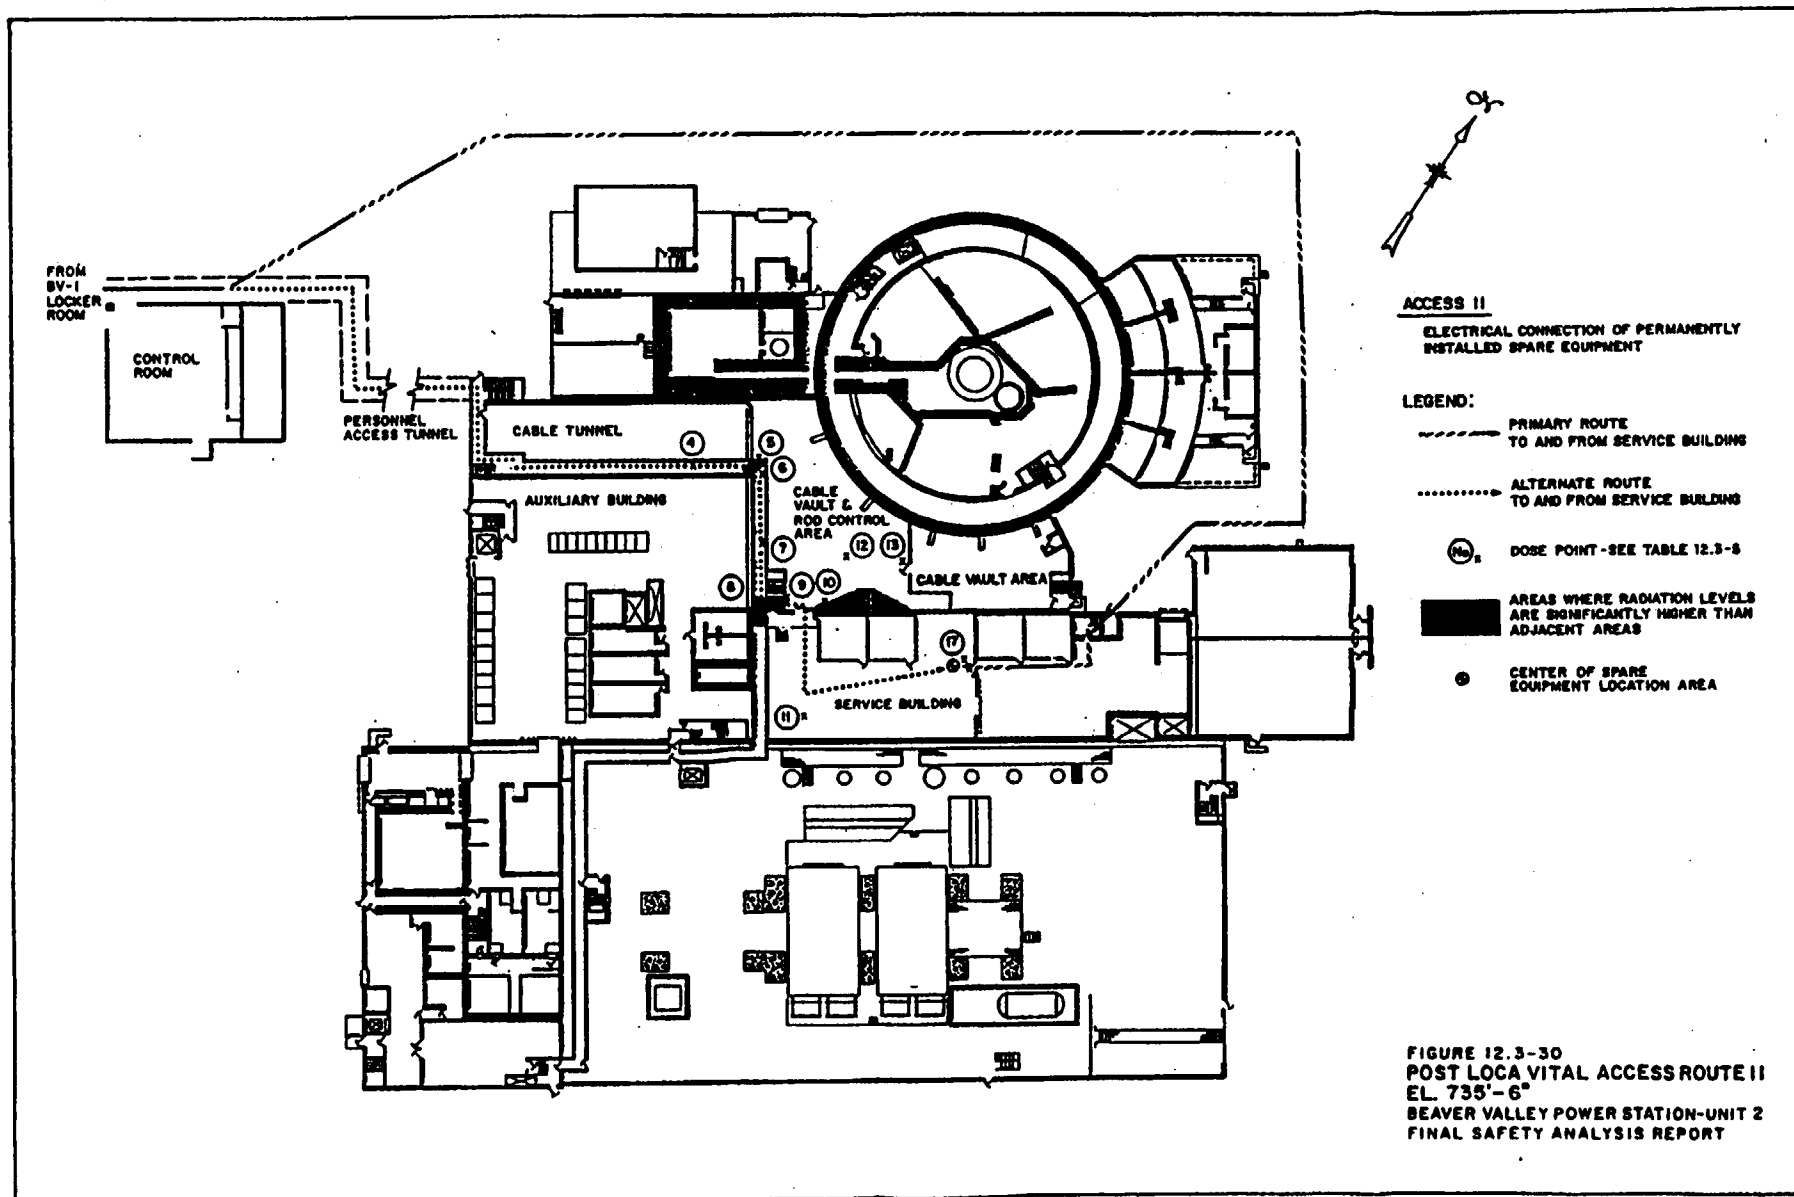 FROM
BV-1
LOCKER
ROOM
CONTROL
ROOM
PERSONNEL
ACCESS TUNNEL
CABLE TUNNEL
4
5
6
AUXILIARY BUILDING
CABLE
VAULT &
ROD CONTROL
AREA
7
12
13
8
9
10
CABLE VAULT AREA
17
SERVICE BUILDING
11
ACCESS 11
ELECTRICAL CONNECTION OF PERMANENTLY
INSTALLED SPARE EQUIPMENT
LEGEND:
PRIMARY ROUTE
TO AND FROM SERVICE BUILDING
ALTERNATE ROUTE
TO AND FROM SERVICE BUILDING
No.
DOSE POINT-SEE TABLE 12.3-8
AREAS WHERE RADIATION LEVELS
ARE SIGNIFICANTLY HIGHER THAN
ADJACENT AREAS
CENTER OF SPARE
EQUIPMENT LOCATION AREA
FIGURE 12.3-30
POST LOCA VITAL ACCESS ROUTE 11
EL. 735'-6"
BEAVER VALLEY POWER STATION-UNIT 2
FINAL SAFETY ANALYSIS REPORT